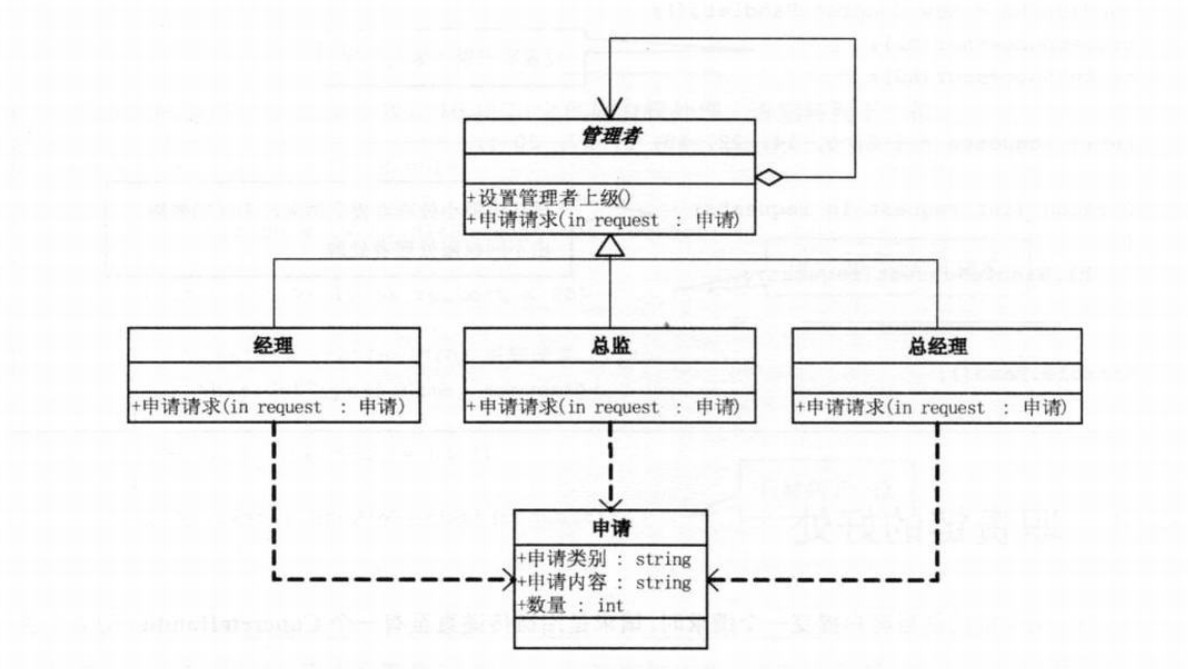 管理者
+设置管理者上级()
+申请请求(in request : 申请)
经理
+申请请求(in request : 申请)
总监
+申请请求(in request : 申请)
总经理
+申请请求(in request : 申请)
申请
+申请类别 : string
+申请内容 : string
+数量 : int